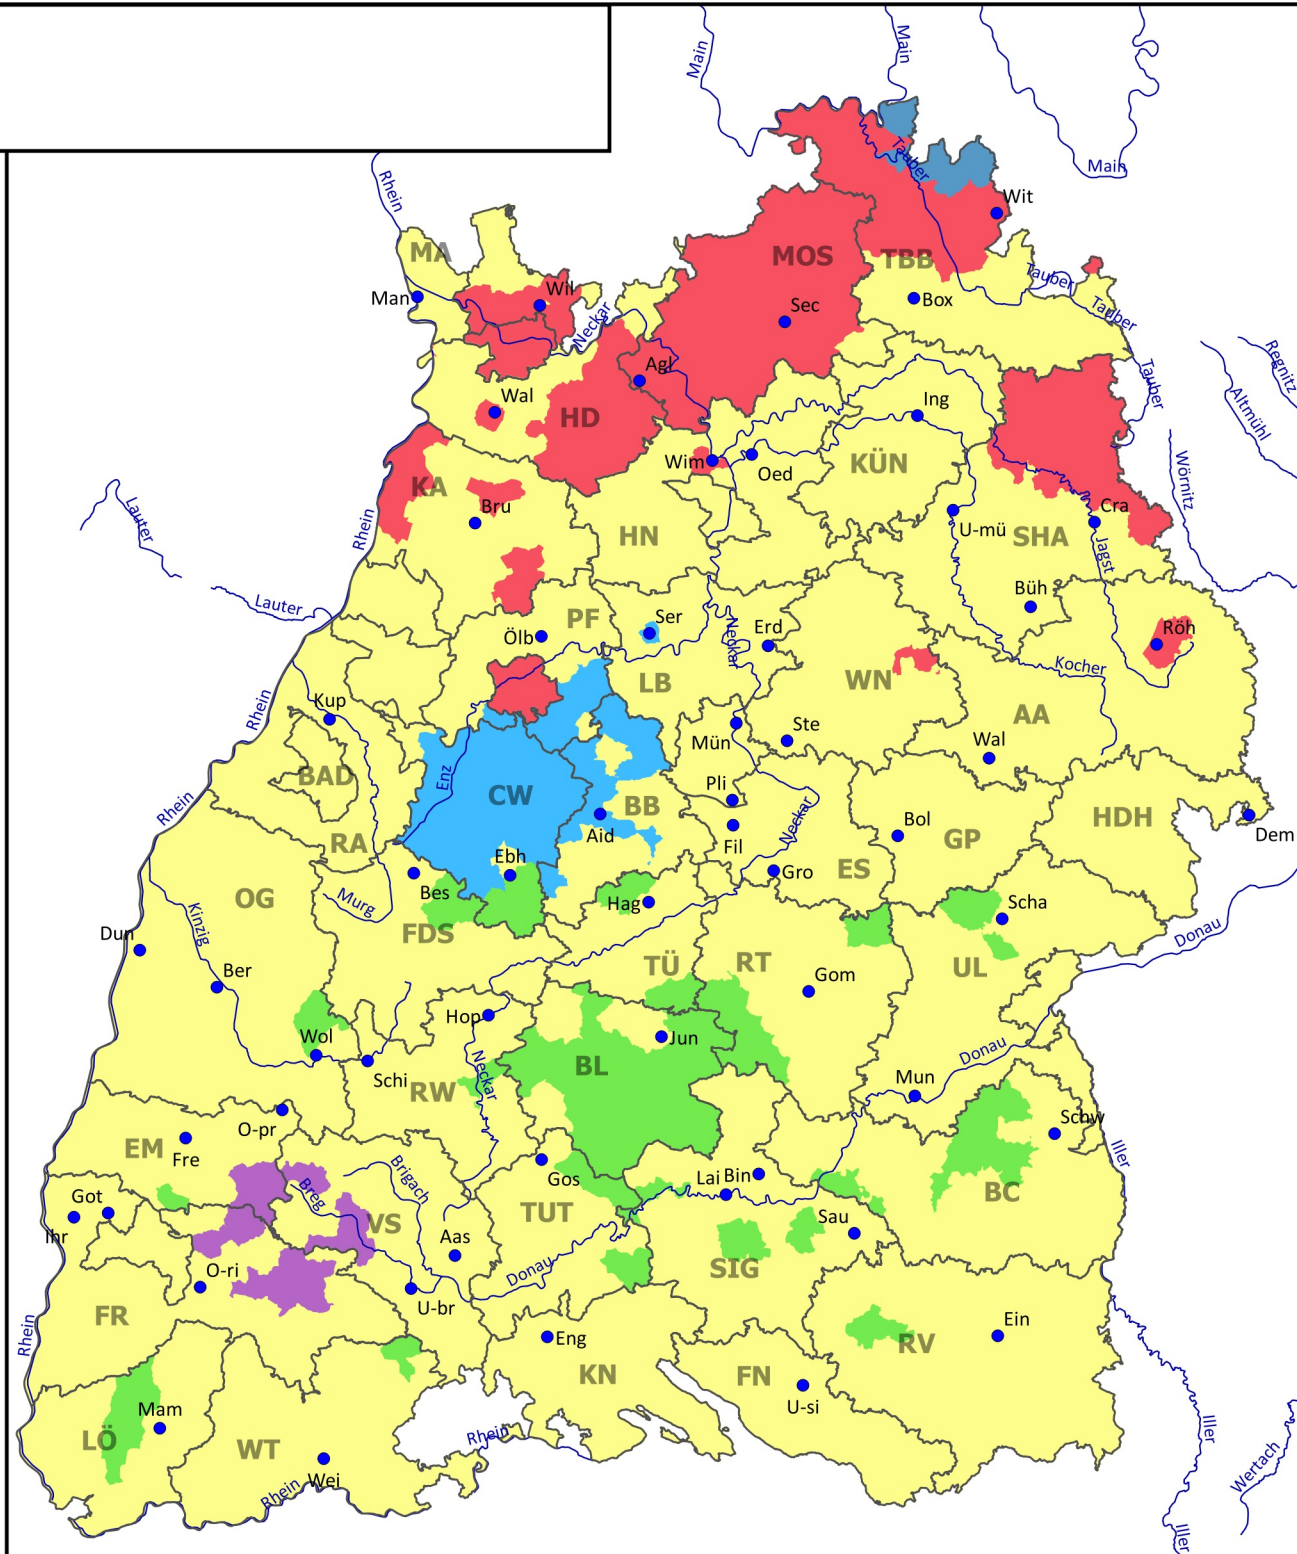 Main
Main
Main
Rhein
Tauber
Wit
MA
MOS
TBB
Tauber
Man
Wil
Sec
Box
Tauber
Neckar
Regnitz
Agl
Tauber
Wal
HD
Ing
Altmühl
Wim
Oed
KÜN
Wörnitz
KA
Bru
Cra
Lauter
Rhein
HN
U-mü
SHA
Jagst
Lauter
Büh
PF
Ser
Erd
Röh
Ölb
Neckar
LB
WN
Kocher
Rhein
Kup
AA
Mün
Ste
Wal
BAD
Enz
CW
Pli
BB
Neckar
HDH
Rhein
Aid
Fil
Bol
GP
Dem
RA
Ebh
Gro
ES
OG
Murg
Bes
Hag
Scha
Kinzig
FDS
Donau
Dun
Ber
TÜ
RT
Gom
UL
Hop
Wol
Jun
Schi
Neckar
BL
Donau
RW
Mun
O-pr
Schw
EM
Fre
Iller
Brigach
Gos
Lai
Bin
BC
Got
Breg
VS
TUT
Ihr
Aas
Sau
O-ri
Donau
SIG
U-br
FR
Rhein
Eng
RV
Ein
KN
FN
U-si
Mam
LÖ
WT
Rhein
Iller
Wei
Rhein
Wertach
Iller